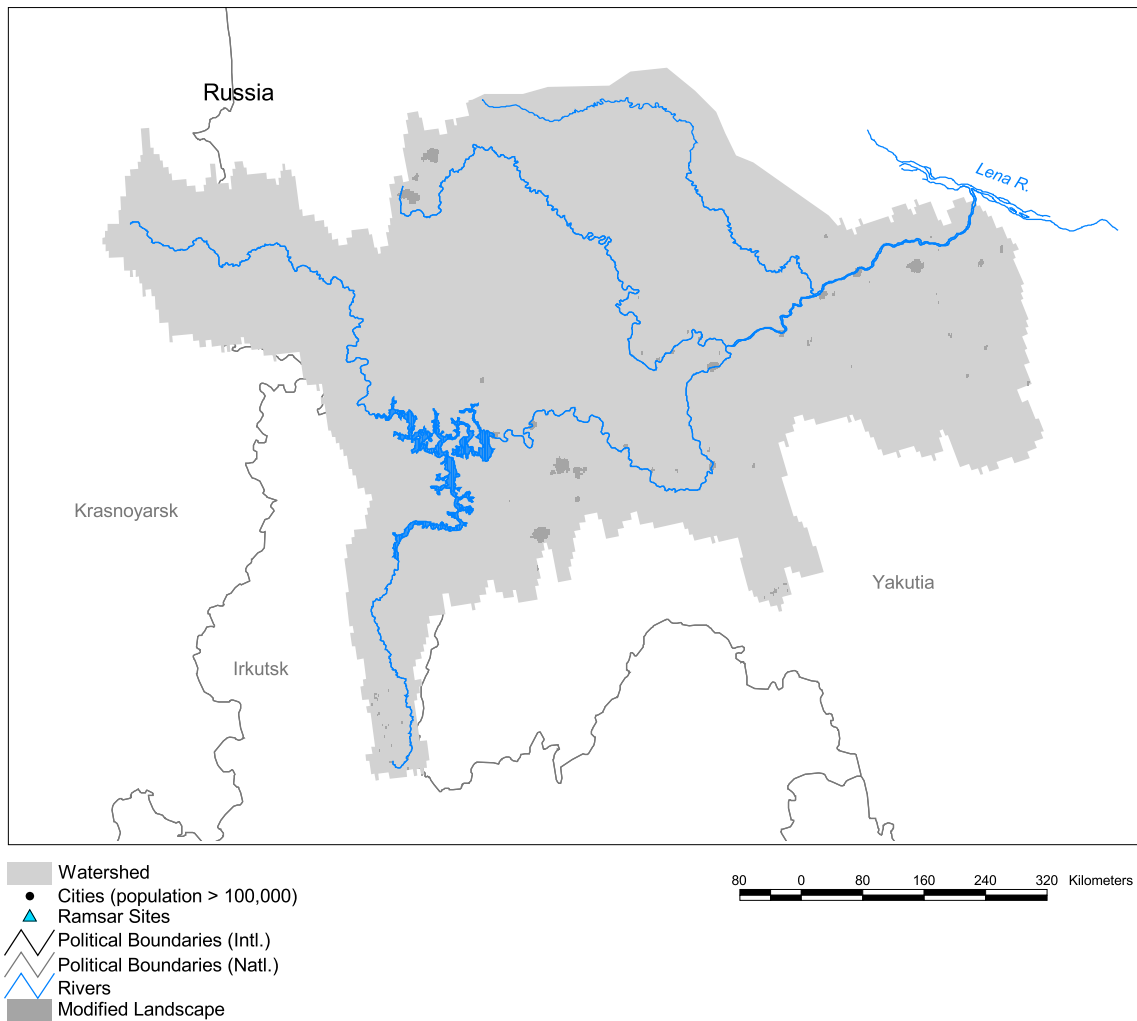 Russia
Lena R.
Krasnoyarsk
Yakutia
Irkutsk
Watershed
Cities (population > 100,000)
Ramsar Sites
Political Boundaries (Intl.)
Political Boundaries (Natl.)
Rivers
Modified Landscape
80 0 80 160 240 320 Kilometers